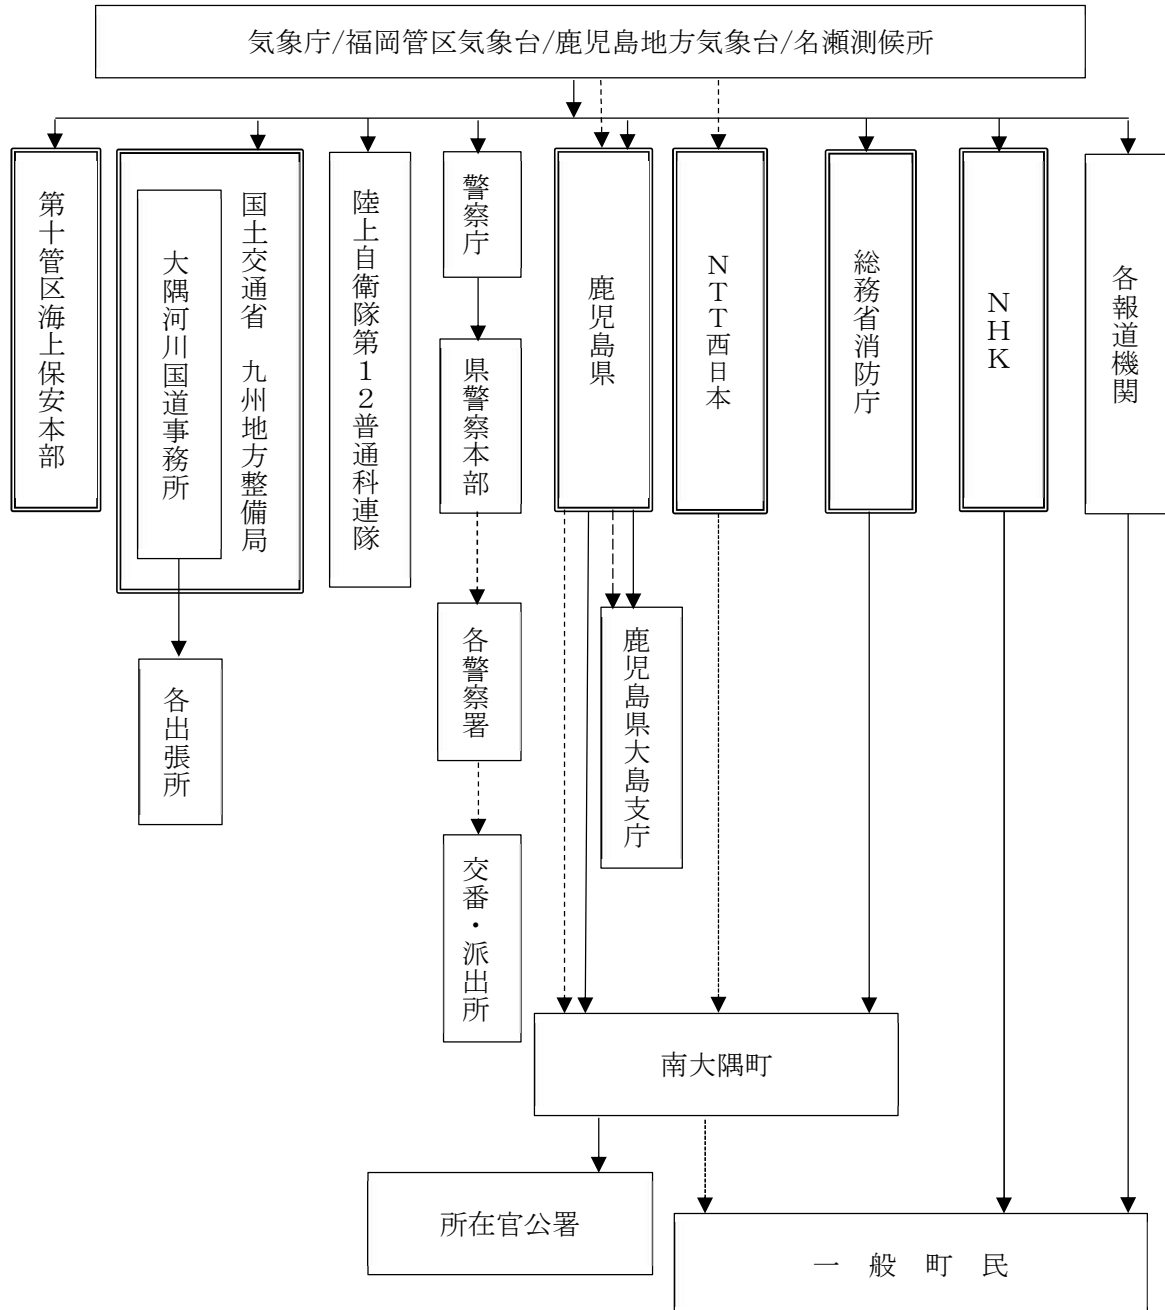 気象庁/福岡管区気象台/鹿児島地方気象台/名瀬測候所
第十管区海上保安本部
国土交通省　九州地方整備局
大隅河川国道事務所
陸上自衛隊第１２普通科連隊
警察庁
鹿児島県
ＮＴＴ西日本
総務省消防庁
ＮＨＫ
各報道機関
県警察本部
各警察署
鹿児島県大島支庁
各出張所
交番・派出所
南大隅町
所在官公署
一　般　町　民